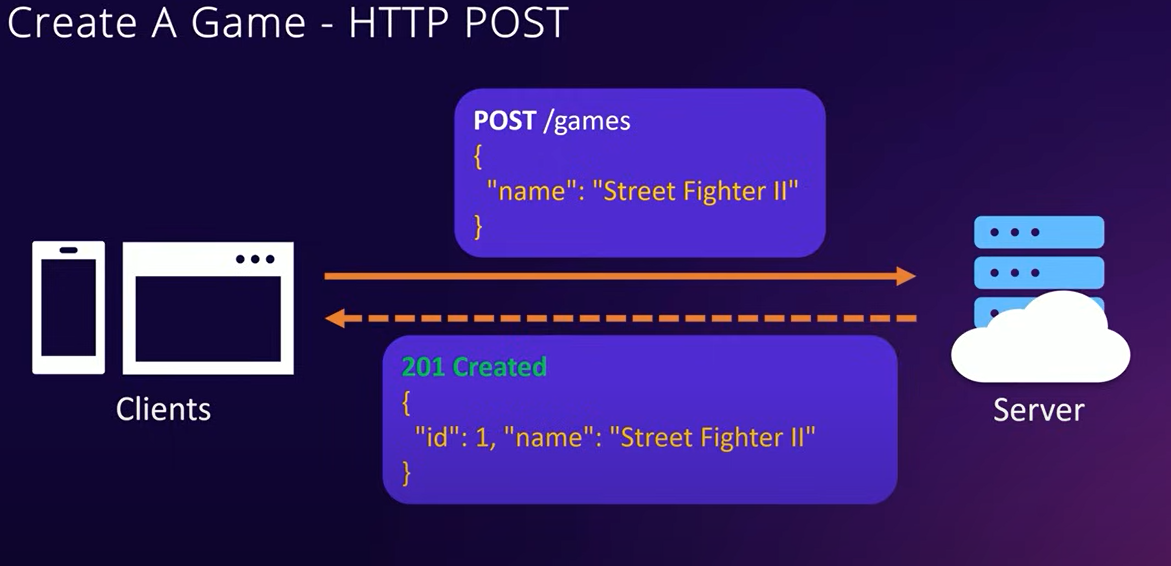 Create A Game - HTTP POST
POST /games
{
"name": "Street Fighter II"
}
201 Created
{
"id": 1, "name": "Street Fighter II"
}
Clients
Server